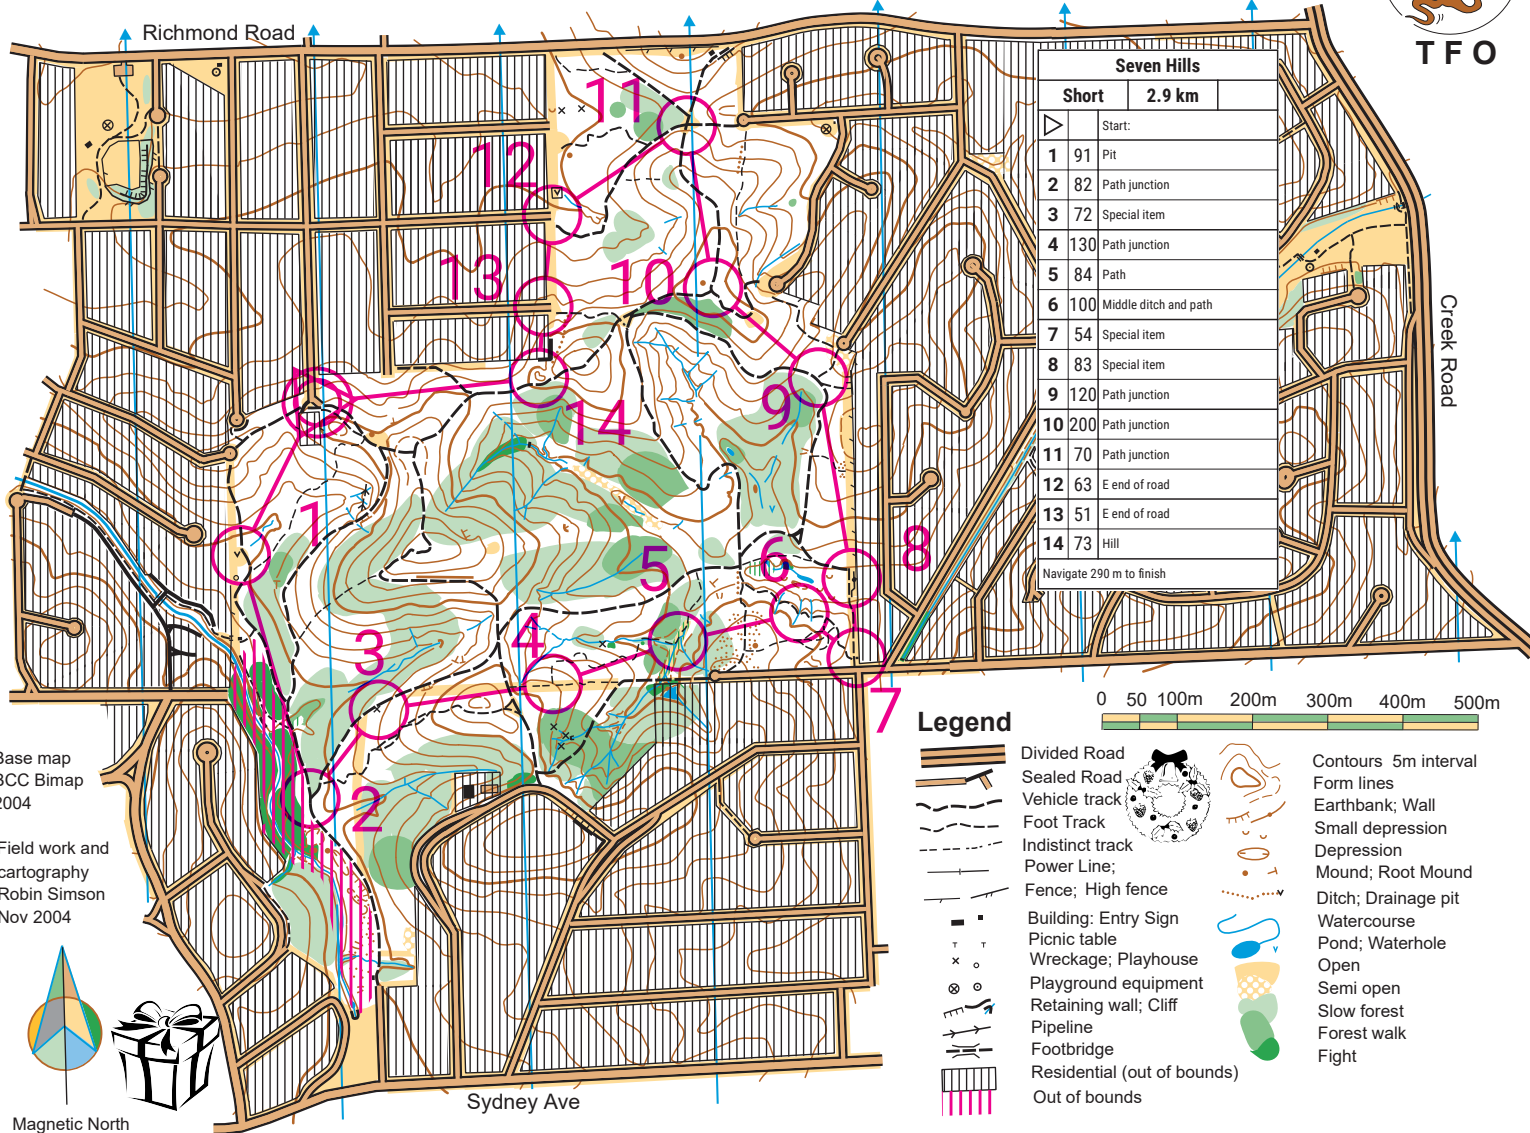 Richmond Road
TFO
Seven Hills
Short 2.9 km
Start:
1 91 Pit
2 82 Path junction
3 72 Special item
4 130 Path junction
5 84 Path
6 100 Middle ditch and path
7 54 Special item
8 83 Special item
9 120 Path junction
10 200 Path junction
11 70 Path junction
12 63 E end of road
13 51 E end of road
14 73 Hill
Navigate 290 m to finish
11
12
13
10
9
14
1
8
5
6
4
3
7
2
Creek Road
0 50 100m 200m 300m 400m 500m
Legend
Divided Road
Sealed Road
Vehicle track
Foot Track
Indistinct track
Power Line;
Fence; High fence
Building: Entry Sign
Picnic table
Wreckage; Playhouse
Playground equipment
Retaining wall; Cliff
Pipeline
Footbridge
Residential (out of bounds)
Out of bounds
Contours 5m interval
Form lines
Earthbank; Wall
Small depression
Depression
Mound; Root Mound
Ditch; Drainage pit
Watercourse
Pond; Waterhole
Open
Semi open
Slow forest
Forest walk
Fight
Base map
BCC Bimap
2004
Field work and
cartography
Robin Simson
Nov 2004
Magnetic North
Sydney Ave